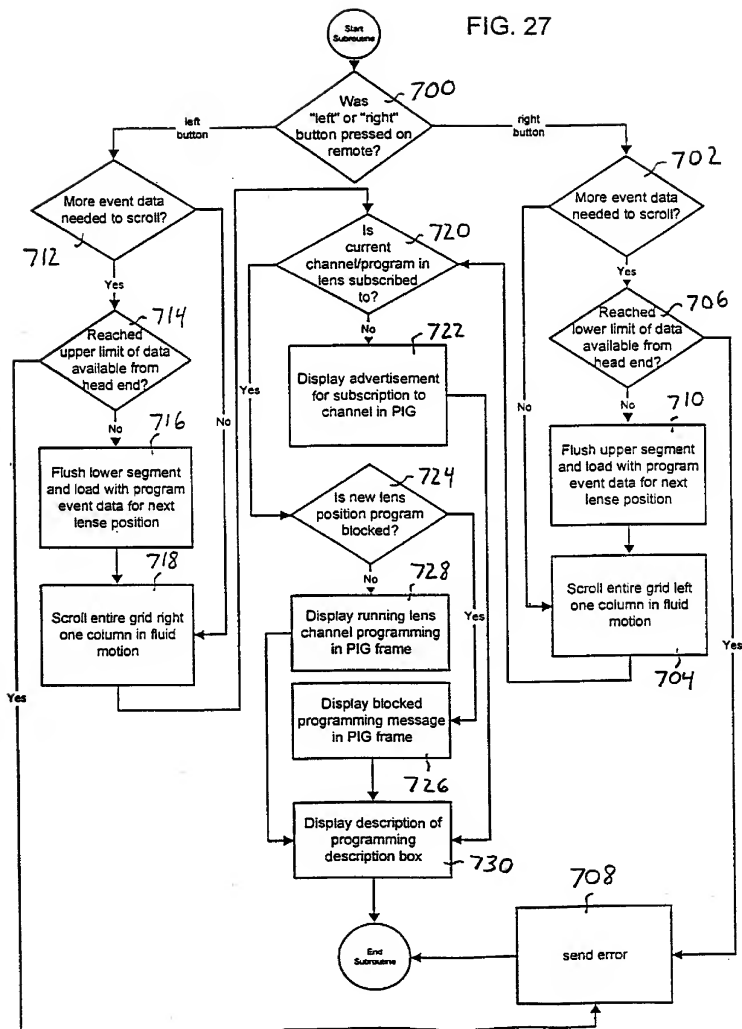 FIG. 27
Start
Subroutine
700
Was
"left" or "right"
button pressed on
remote?
left
button
right
button
702
More event data
needed to scroll?
712
More event data
needed to scroll?
720
Is
current
channel/program in
lens subscribed
to?
Yes
Yes
714
Reached
upper limit of data
available from
head end?
No
722
Display advertisement
for subscription to
channel in PIG
706
Reached
lower limit of data
available from
head end?
Yes
No
No
No
716
Flush lower segment
and load with program
event data for next
lense position
No
710
Flush upper segment
and load with program
event data for next
lense position
724
Is new lens
position program
blocked?
718
Scroll entire grid right
one column in fluid
motion
No
728
Display running lens
channel programming
in PIG frame
Yes
Scroll entire grid left
one column in fluid
motion
704
Yes
Yes
Display blocked
programming message
in PIG frame
726
Display description of
programming
description box
730
708
send error
End
Subroutine